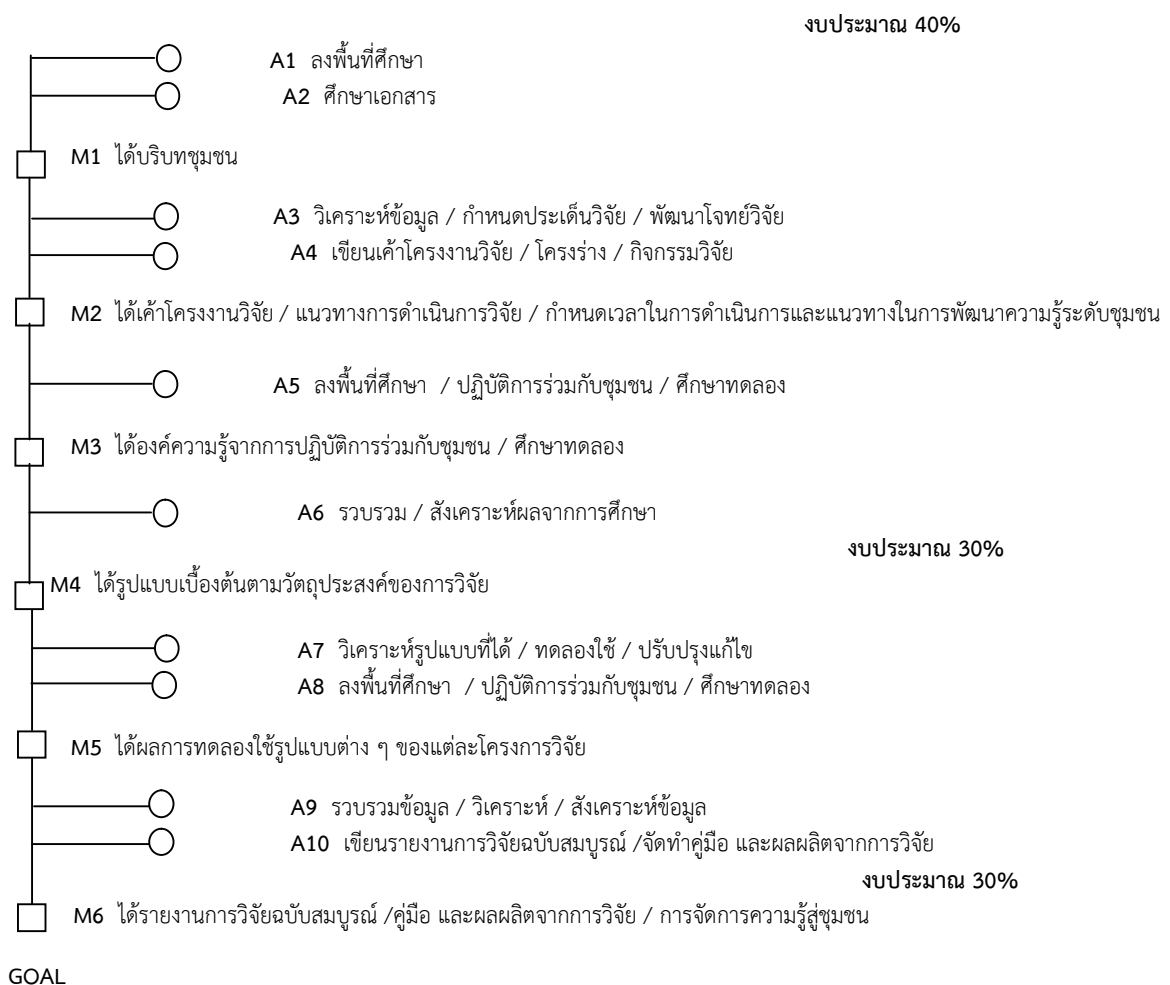 งบประมาณ 40%
A1 ลงพื้นที่ศึกษา
A2 ศึกษาเอกสาร
M1 ได้บริบทชุมชน
A3 วิเคราะห์ข้อมูล / กำหนดประเด็นวิจัย / พัฒนาโจทย์วิจัย
A4 เขียนเค้าโครงงานวิจัย / โครงร่าง / กิจกรรมวิจัย
M2 ได้เค้าโครงงานวิจัย / แนวทางการดำเนินการวิจัย / กำหนดเวลาในการดำเนินการและแนวทางในการพัฒนาความรู้ระดับชุมชน
A5 ลงพื้นที่ศึกษา / ปฏิบัติการร่วมกับชุมชน / ศึกษาทดลอง
M3 ได้องค์ความรู้จากการปฏิบัติการร่วมกับชุมชน / ศึกษาทดลอง
A6 รวบรวม / สังเคราะห์ผลจากการศึกษา
งบประมาณ 30%
M4 ได้รูปแบบเบื้องต้นตามวัตถุประสงค์ของการวิจัย
A7 วิเคราะห์รูปแบบที่ได้ / ทดลองใช้ / ปรับปรุงแก้ไข
A8 ลงพื้นที่ศึกษา / ปฏิบัติการร่วมกับชุมชน / ศึกษาทดลอง
M5 ได้ผลการทดลองใช้รูปแบบต่าง ๆ ของแต่ละโครงการวิจัย
A9 รวบรวมข้อมูล / วิเคราะห์ / สังเคราะห์ข้อมูล
A10 เขียนรายงานการวิจัยฉบับสมบูรณ์ /จัดทำคู่มือ และผลผลิตจากการวิจัย
งบประมาณ 30%
M6 ได้รายงานการวิจัยฉบับสมบูรณ์ /คู่มือ และผลผลิตจากการวิจัย / การจัดการความรู้สู่ชุมชน
GOAL